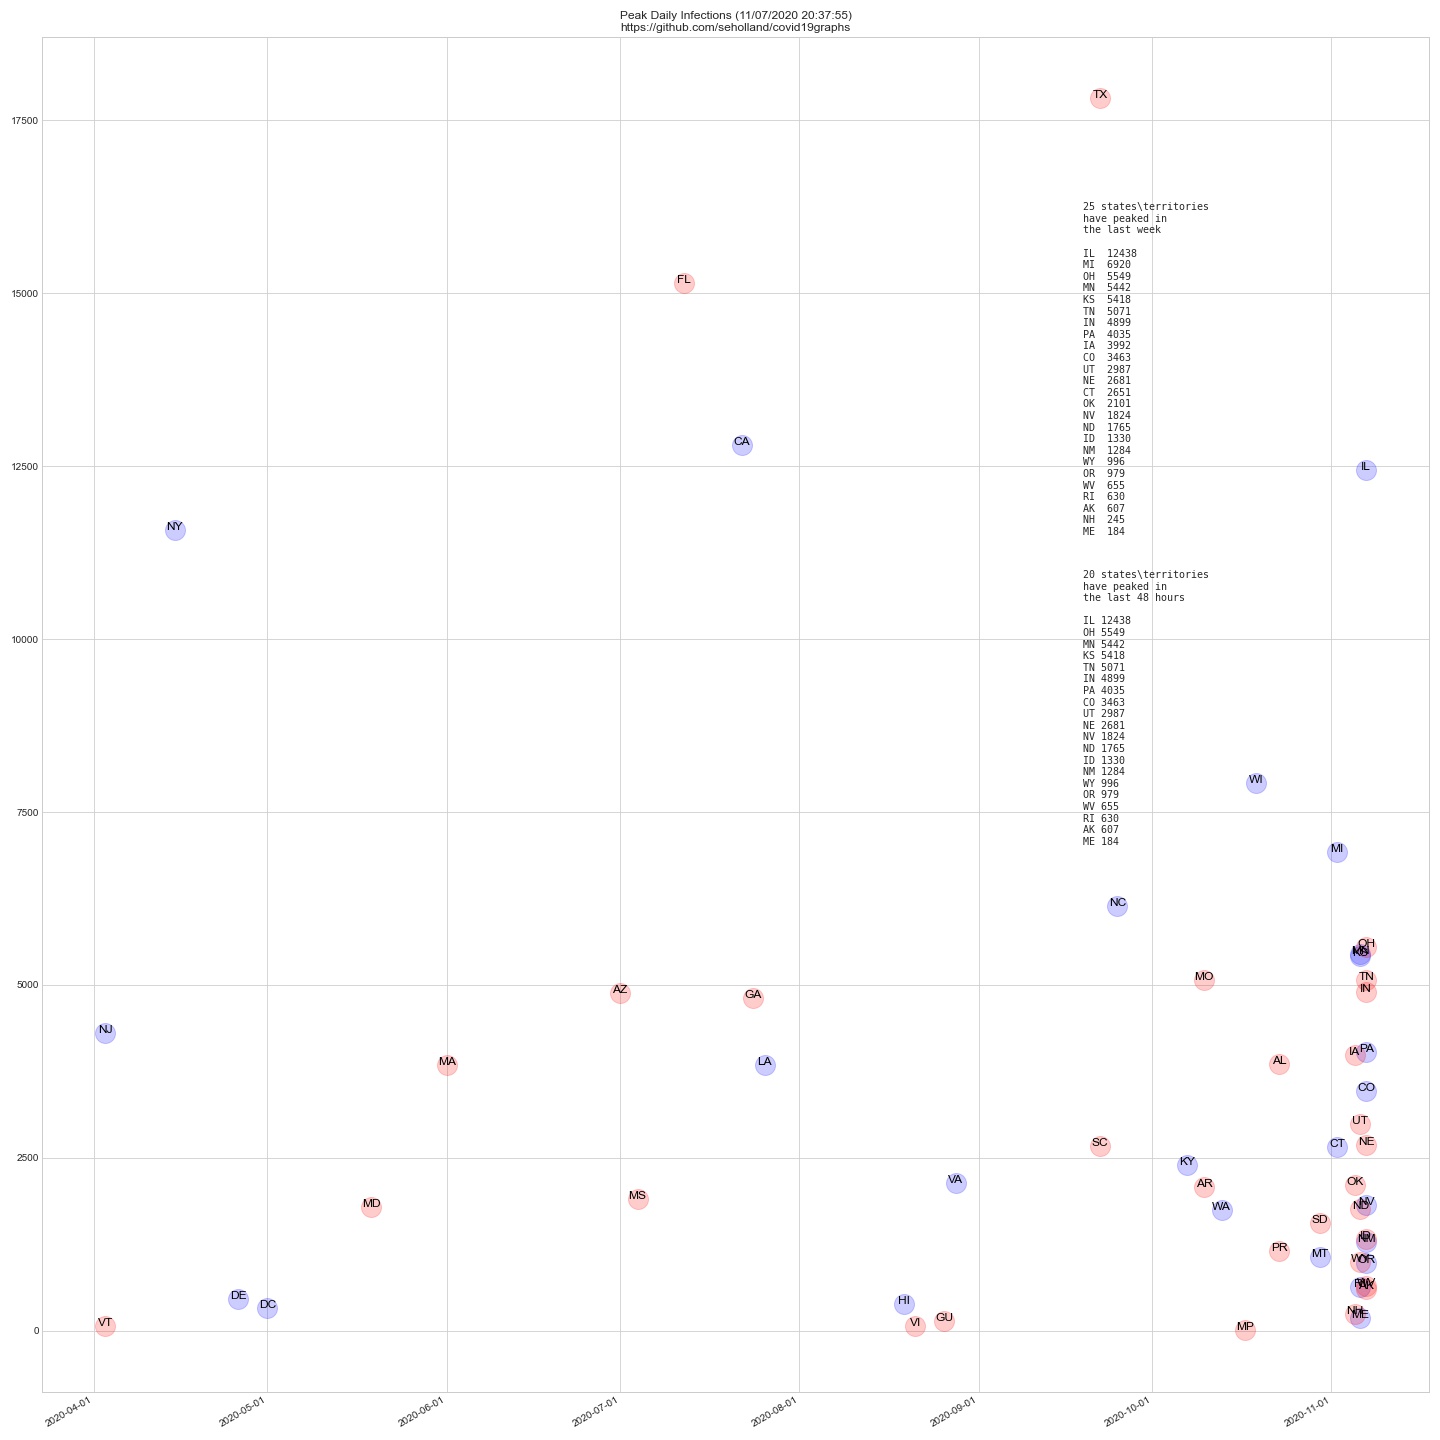 Peak Daily Infections (11/07/2020 20:37:55)
https://github.com/seholland/covid19graphs
17500
15000
12500
10000
7500
5000
2500
0
TX
FL
CA
IL
NY
WI
MI
NC
OH
MN
KS
TN
IN
MO
AZ
GA
NJ
MA
LA
AL
IA
PA
CO
UT
SC
CT
NE
KY
VA
AR
OK
MD
MS
WA
NV
ND
SD
PR
MT
ID
NM
WY
OR
DE
DC
HI
RI
WV
AK
VT
VI
GU
MP
NH
ME
25 states\territories
have peaked in
the last week
IL 12438
MI 6920
OH 5549
MN 5442
KS 5418
TN 5071
IN 4899
PA 4035
IA 3992
CO 3463
UT 2987
NE 2681
CT 2651
OK 2101
NV 1824
ND 1765
ID 1330
NM 1284
WY 996
OR 979
WV 655
RI 630
AK 607
NH 245
ME 184
20 states\territories
have peaked in
the last 48 hours
IL 12438
OH 5549
MN 5442
KS 5418
TN 5071
IN 4899
PA 4035
CO 3463
UT 2987
NE 2681
NV 1824
ND 1765
ID 1330
NM 1284
WY 996
OR 979
WV 655
RI 630
AK 607
ME 184
2020-04-01
2020-05-01
2020-06-01
2020-07-01
2020-08-01
2020-09-01
2020-10-01
2020-11-01